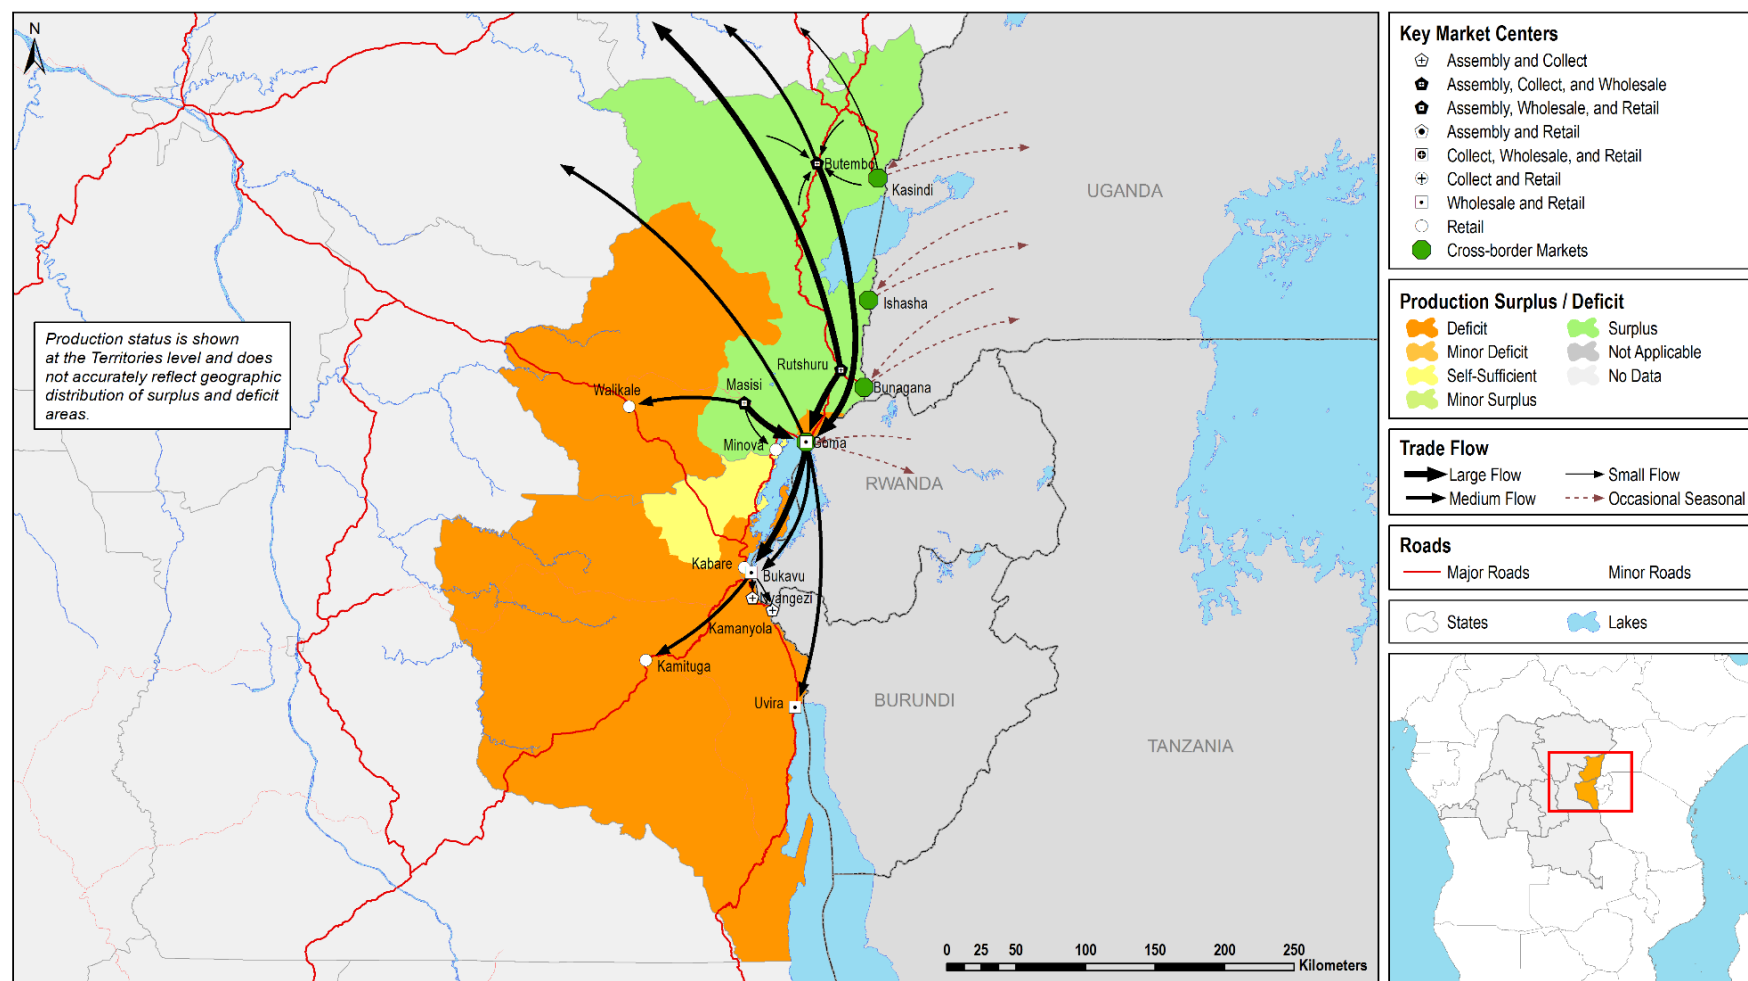 N
Production status is shown
at the Territories level and does
not accurately reflect geographic
distribution of surplus and deficit
areas.
Butembo
Kasindi
UGANDA
Ishasha
Rutshuru
Bunagana
Masisi
Walikale
Minova
Goma
RWANDA
Kabare
Bukavu
Nyangezi
Kamanyola
Kamituga
Uvira
BURUNDI
TANZANIA
0 25 50 100 150 200 250
Kilometers
Key Market Centers
Assembly and Collect
Assembly, Collect, and Wholesale
Assembly, Wholesale, and Retail
Assembly and Retail
Collect, Wholesale, and Retail
Collect and Retail
Wholesale and Retail
Retail
Cross-border Markets
Production Surplus / Deficit
Deficit
Minor Deficit
Self-Sufficient
Minor Surplus
Surplus
Not Applicable
No Data
Trade Flow
Large Flow
Medium Flow
Small Flow
Occasional Seasonal
Roads
Major Roads
Minor Roads
States
Lakes